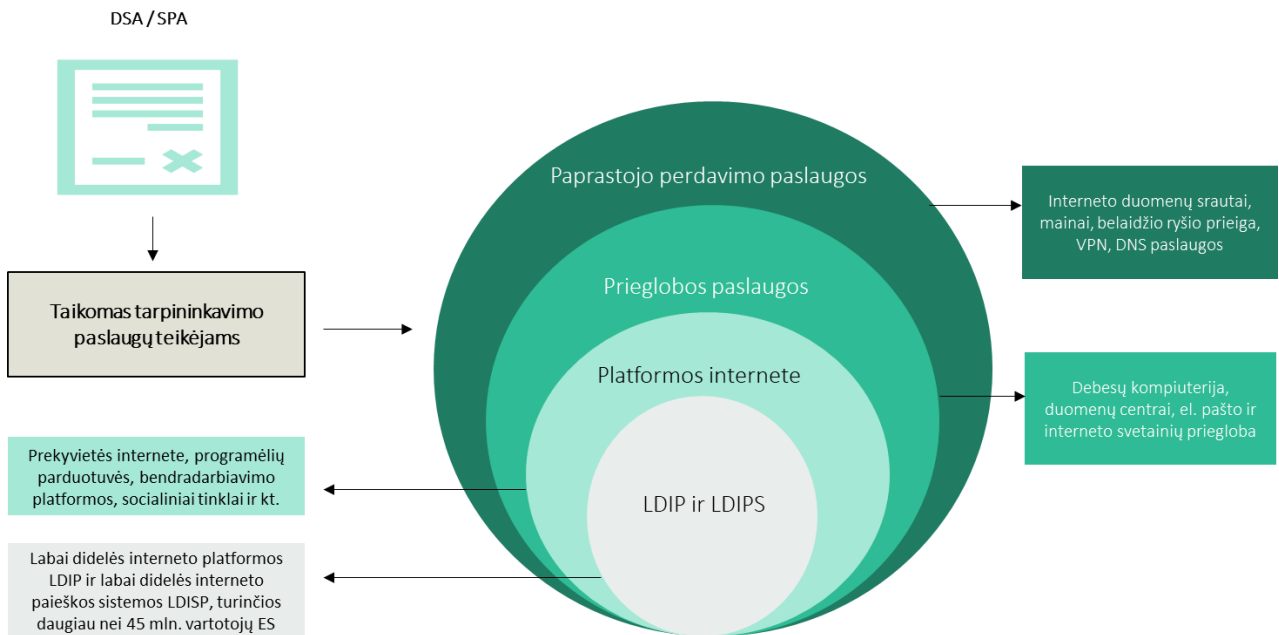 DSA / SPA
Taikomas tarpininkavimo
paslaugų teikėjams
Prekyvietės internete, programėlių
parduotuvės, bendradarbiavimo
platformos, socialiniai tinklai ir kt.
Labai didelės interneto platformos
LDIP ir labai didelės interneto
paieškos sistemos LDISP, turinčios
daugiau nei 45 mln. vartotojų ES
Paprastojo perdavimo paslaugos
Prieglobos paslaugos
Platformos internete
LDIP ir LDIPS
Interneto duomenų srautai,
mainai, belaidžio ryšio prieiga,
VPN, DNS paslaugos
Debesų kompiuterija,
duomenų centrai, el. pašto ir
interneto svetainių priegloba